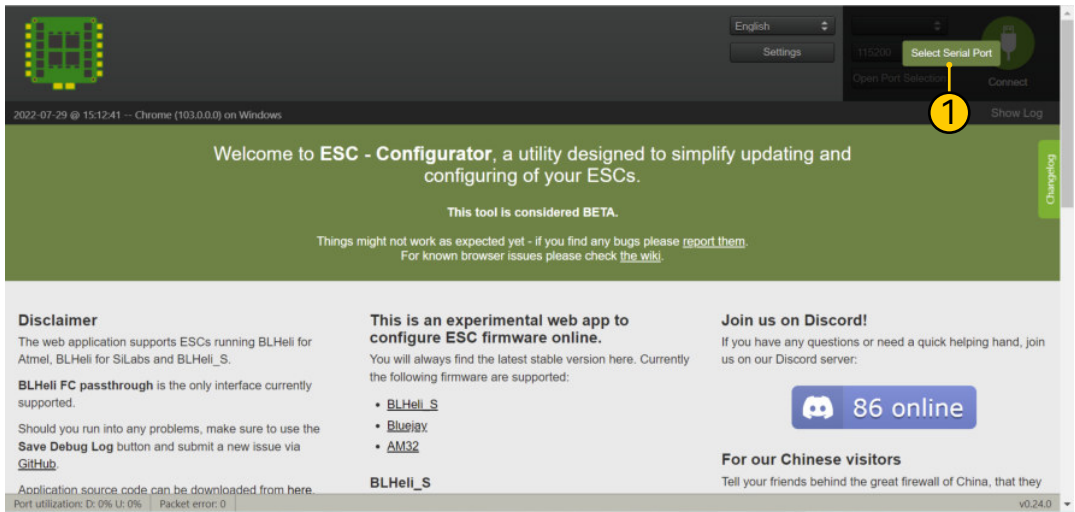 English
Settings
115200
Select Serial Port
Open Port Selection
Connect
1
2022-07-29 @ 15:12:41 -- Chrome (103.0.0.0) on Windows
Show Log
Welcome to ESC - Configurator, a utility designed to simplify updating and
configuring of your ESCs.
This tool is considered BETA.
Things might not work as expected yet - if you find any bugs please report them.
For known browser issues please check the wiki.
Changelog
Disclaimer
The web application supports ESCs running BLHeli for
Atmel, BLHeli for SiLabs and BLHeli_S.
BLHeli FC passthrough is the only interface currently
supported.
Should you run into any problems, make sure to use the
Save Debug Log button and submit a new issue via
GitHub.
Application source code can be downloaded from here.
This is an experimental web app to
configure ESC firmware online.
You will always find the latest stable version here. Currently
the following firmware are supported:
• BLHeli_S
• Bluejay
• AM32
BLHeli_S
Join us on Discord!
If you have any questions or need a quick helping hand, join
us on our Discord server:
86 online
For our Chinese visitors
Tell your friends behind the great firewall of China, that they
Port utilization: D: 0% U: 0%
Packet error: 0
v0.24.0